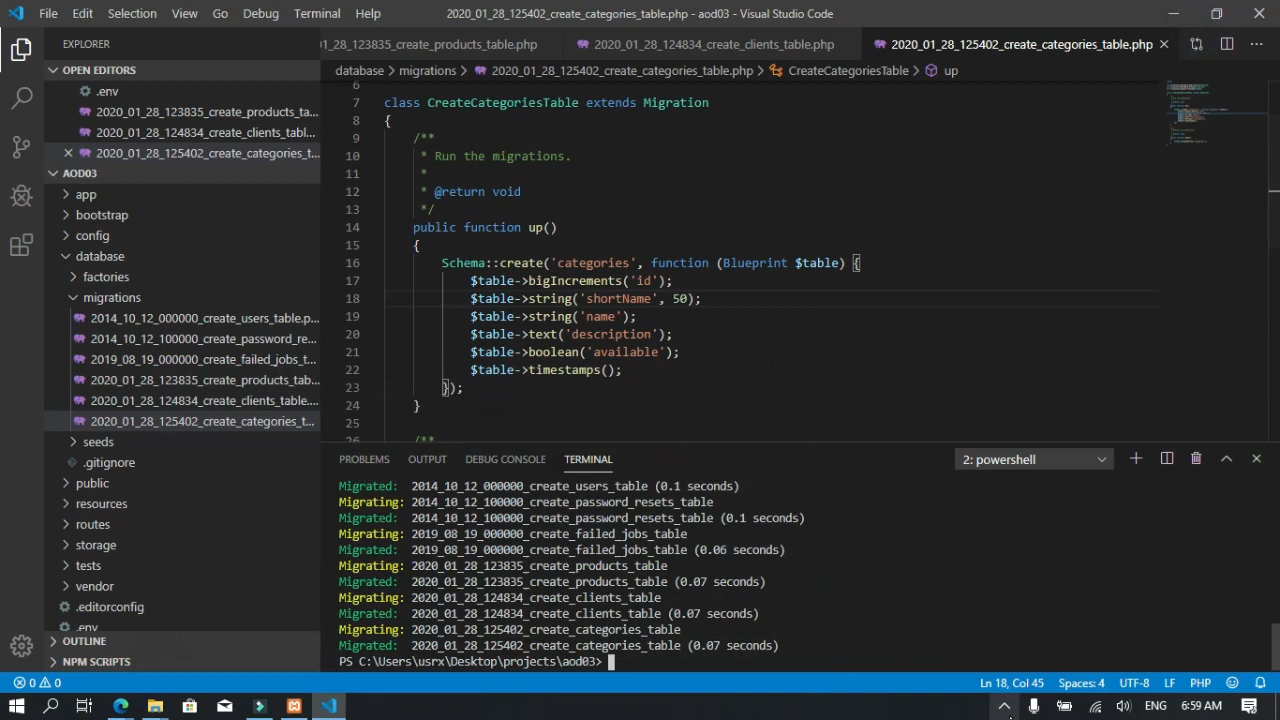 File Edit Selection View Go Debug Terminal Help
2020_01_28_125402_create_categories_table.php - aod03 - Visual Studio Code
EXPLORER
OPEN EDITORS
.env
2020_01_28_123835_create_products_ta...
2020_01_28_124834_create_clients_tabl...
2020_01_28_125402_create_categories_t...
AOD03
app
bootstrap
config
database
factories
migrations
2014_10_12_000000_create_users_table.p...
2014_10_12_100000_create_password_re...
2019_08_19_000000_create_failed_jobs_t...
2020_01_28_123835_create_products_tab...
2020_01_28_124834_create_clients_table....
2020_01_28_125402_create_categories_t...
seeds
.gitignore
public
resources
routes
storage
tests
vendor
.editorconfig
.env
OUTLINE
NPM SCRIPTS
01_28_123835_create_products_table.php 2020_01_28_124834_create_clients_table.php 2020_01_28_125402_create_categories_table.php
database > migrations > 2020_01_28_125402_create_categories_table.php > CreateCategoriesTable > up
6
7 class CreateCategoriesTable extends Migration
8 {
9 /**
10 * Run the migrations.
11 *
12 * @return void
13 */
14 public function up()
15 {
16 Schema::create('categories', function (Blueprint $table) {
17 $table->bigIncrements('id');
18 $table->string('shortName', 50);
19 $table->string('name');
20 $table->text('description');
21 $table->boolean('available');
22 $table->timestamps();
23 });
24 }
25
26 /**
PROBLEMS OUTPUT DEBUG CONSOLE TERMINAL 2: powershell
Migrated: 2014_10_12_000000_create_users_table (0.1 seconds)
Migrating: 2014_10_12_100000_create_password_resets_table
Migrated: 2014_10_12_100000_create_password_resets_table (0.1 seconds)
Migrating: 2019_08_19_000000_create_failed_jobs_table
Migrated: 2019_08_19_000000_create_failed_jobs_table (0.06 seconds)
Migrating: 2020_01_28_123835_create_products_table
Migrated: 2020_01_28_123835_create_products_table (0.07 seconds)
Migrating: 2020_01_28_124834_create_clients_table
Migrated: 2020_01_28_124834_create_clients_table (0.07 seconds)
Migrating: 2020_01_28_125402_create_categories_table
Migrated: 2020_01_28_125402_create_categories_table (0.07 seconds)
PS C:\Users\usrx\Desktop\projects\aod03>
0 0 Ln 18, Col 45 Spaces: 4 UTF-8 LF PHP
ENG 6:59 AM